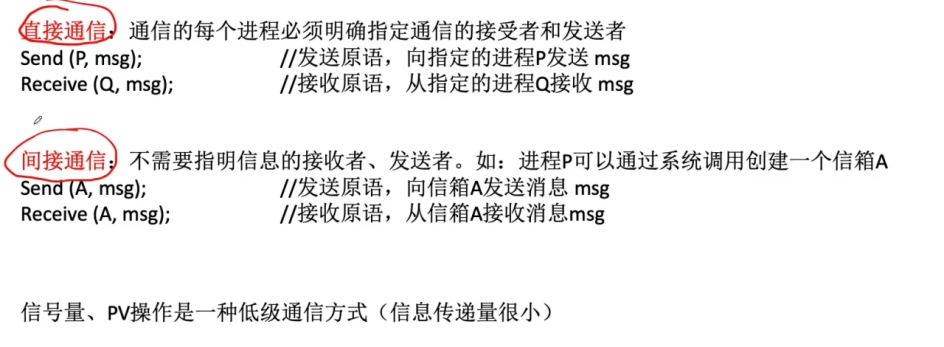 直接通信：通信的每个进程必须明确指定通信的接受者和发送者
Send (P, msg); //发送原语，向指定的进程P发送 msg
Receive (Q, msg); //接收原语，从指定的进程Q接收 msg
间接通信：不需要指明信息的接收者、发送者。如：进程P可以通过系统调用创建一个信箱A
Send (A, msg); //发送原语，向信箱A发送消息 msg
Receive (A, msg); //接收原语，从信箱A接收消息msg
信号量、PV操作是一种低级通信方式（信息传递量很小）